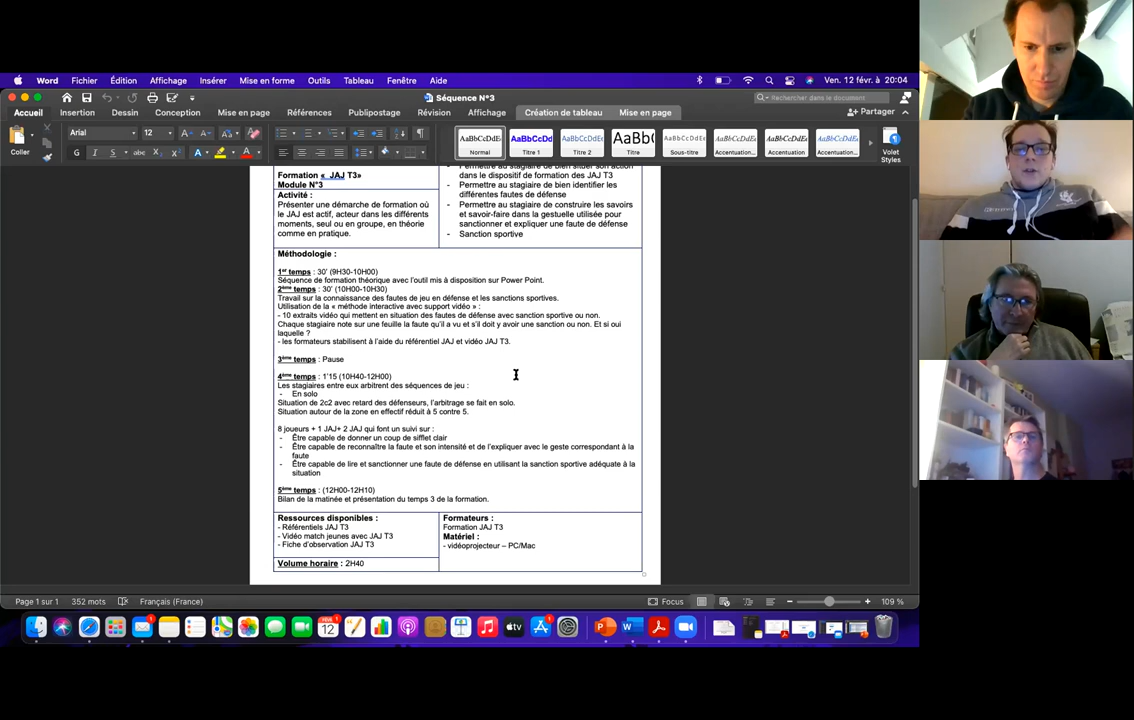 Word Fichier Édition Affichage Insérer Mise en forme Outils Tableau Fenêtre Aide Ven. 12 févr. à 20:04
Séquence N°3
Rechercher dans le document
Accueil Insertion Dessin Conception Mise en page Références Publipostage Révision Affichage Création de tableau Mise en page Partager
Coller
Arial 12
G I S abc X₂ X²
AaBbCcDdEe AaBbCcDd AaBbCcDdEe AaBb( AaBbCcDdEe AaBbCcDdEe AaBbCcDdEe AaBbCcDdEe
Normal Titre 1 Titre 2 Titre Sous-titre Accentuation... Accentuation... Accentuation...
Volet
Styles
Formation « JAJ T3»
Module N°3
Activité :
Présenter une démarche de formation où
le JAJ est actif, acteur dans les différents
moments, seul ou en groupe, en théorie
comme en pratique.
- Permettre au stagiaire de bien situer son action
dans le dispositif de formation des JAJ T3
- Permettre au stagiaire de bien identifier les
différentes fautes de défense
- Permettre au stagiaire de construire les savoirs
et savoir-faire dans la gestuelle utilisée pour
sanctionner et expliquer une faute de défense
- Sanction sportive
Méthodologie :
1er temps : 30' (9H30-10H00)
Séquence de formation théorique avec l'outil mis à disposition sur Power Point.
2ème temps : 30' (10H00-10H30)
Travail sur la connaissance des fautes de jeu en défense et les sanctions sportives.
Utilisation de la « méthode interactive avec support vidéo » :
- 10 extraits vidéo qui mettent en situation des fautes de défense avec sanction sportive ou non.
Chaque stagiaire note sur une feuille la faute qu'il a vu et s'il doit y avoir une sanction ou non. Et si oui
laquelle ?
- les formateurs stabilisent à l'aide du référentiel JAJ et vidéo JAJ T3.
3ème temps : Pause
4ème temps : 1'15 (10H40-12H00)
Les stagiaires entre eux arbitrent des séquences de jeu :
- En solo
Situation de 2c2 avec retard des défenseurs, l'arbitrage se fait en solo.
Situation autour de la zone en effectif réduit à 5 contre 5.
8 joueurs + 1 JAJ+ 2 JAJ qui font un suivi sur :
- Être capable de donner un coup de sifflet clair
- Être capable de reconnaître la faute et son intensité et de l'expliquer avec le geste correspondant à la
faute
- Être capable de lire et sanctionner une faute de défense en utilisant la sanction sportive adéquate à la
situation
5ème temps : (12H00-12H10)
Bilan de la matinée et présentation du temps 3 de la formation.
Ressources disponibles :
- Référentiels JAJ T3
- Vidéo match jeunes avec JAJ T3
- Fiche d'observation JAJ T3
Volume horaire : 2H40
Formateurs :
Formation JAJ T3
Matériel :
- vidéoprojecteur – PC/Mac
Page 1 sur 1 352 mots Français (France) Focus 109 %